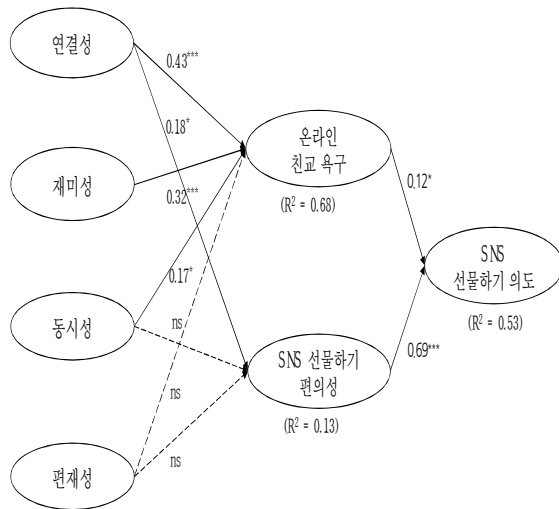 연결성
0.43***
0.18*
온라인
친교 욕구
(R² = 0.68)
재미성
0.32***
0.12*
SNS
선물하기 의도
(R² = 0.53)
0.17*
동시성
ns
SNS 선물하기
편의성
(R² = 0.13)
0.69***
ns
ns
편재성